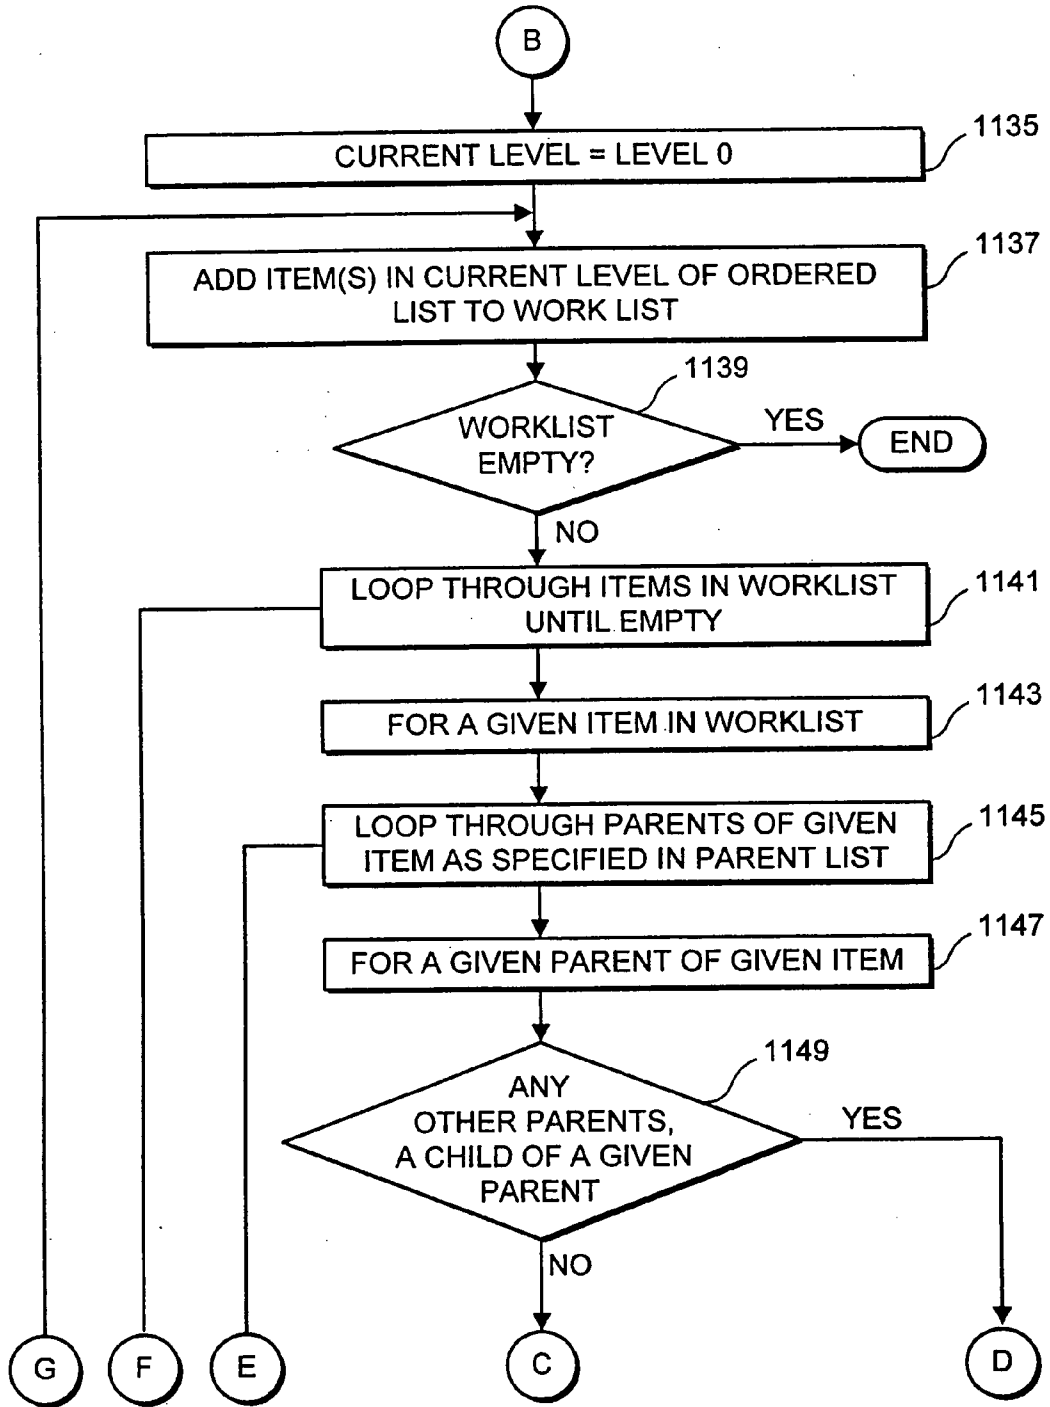 B
1135
CURRENT LEVEL = LEVEL 0
1137
ADD ITEM(S) IN CURRENT LEVEL OF ORDERED
LIST TO WORK LIST
1139
WORKLIST
EMPTY?
YES
END
NO
1141
LOOP THROUGH ITEMS IN WORKLIST
UNTIL EMPTY
1143
FOR A GIVEN ITEM IN WORKLIST
1145
LOOP THROUGH PARENTS OF GIVEN
ITEM AS SPECIFIED IN PARENT LIST
1147
FOR A GIVEN PARENT OF GIVEN ITEM
1149
ANY
OTHER PARENTS,
A CHILD OF A GIVEN
PARENT
YES
NO
G
F
E
C
D